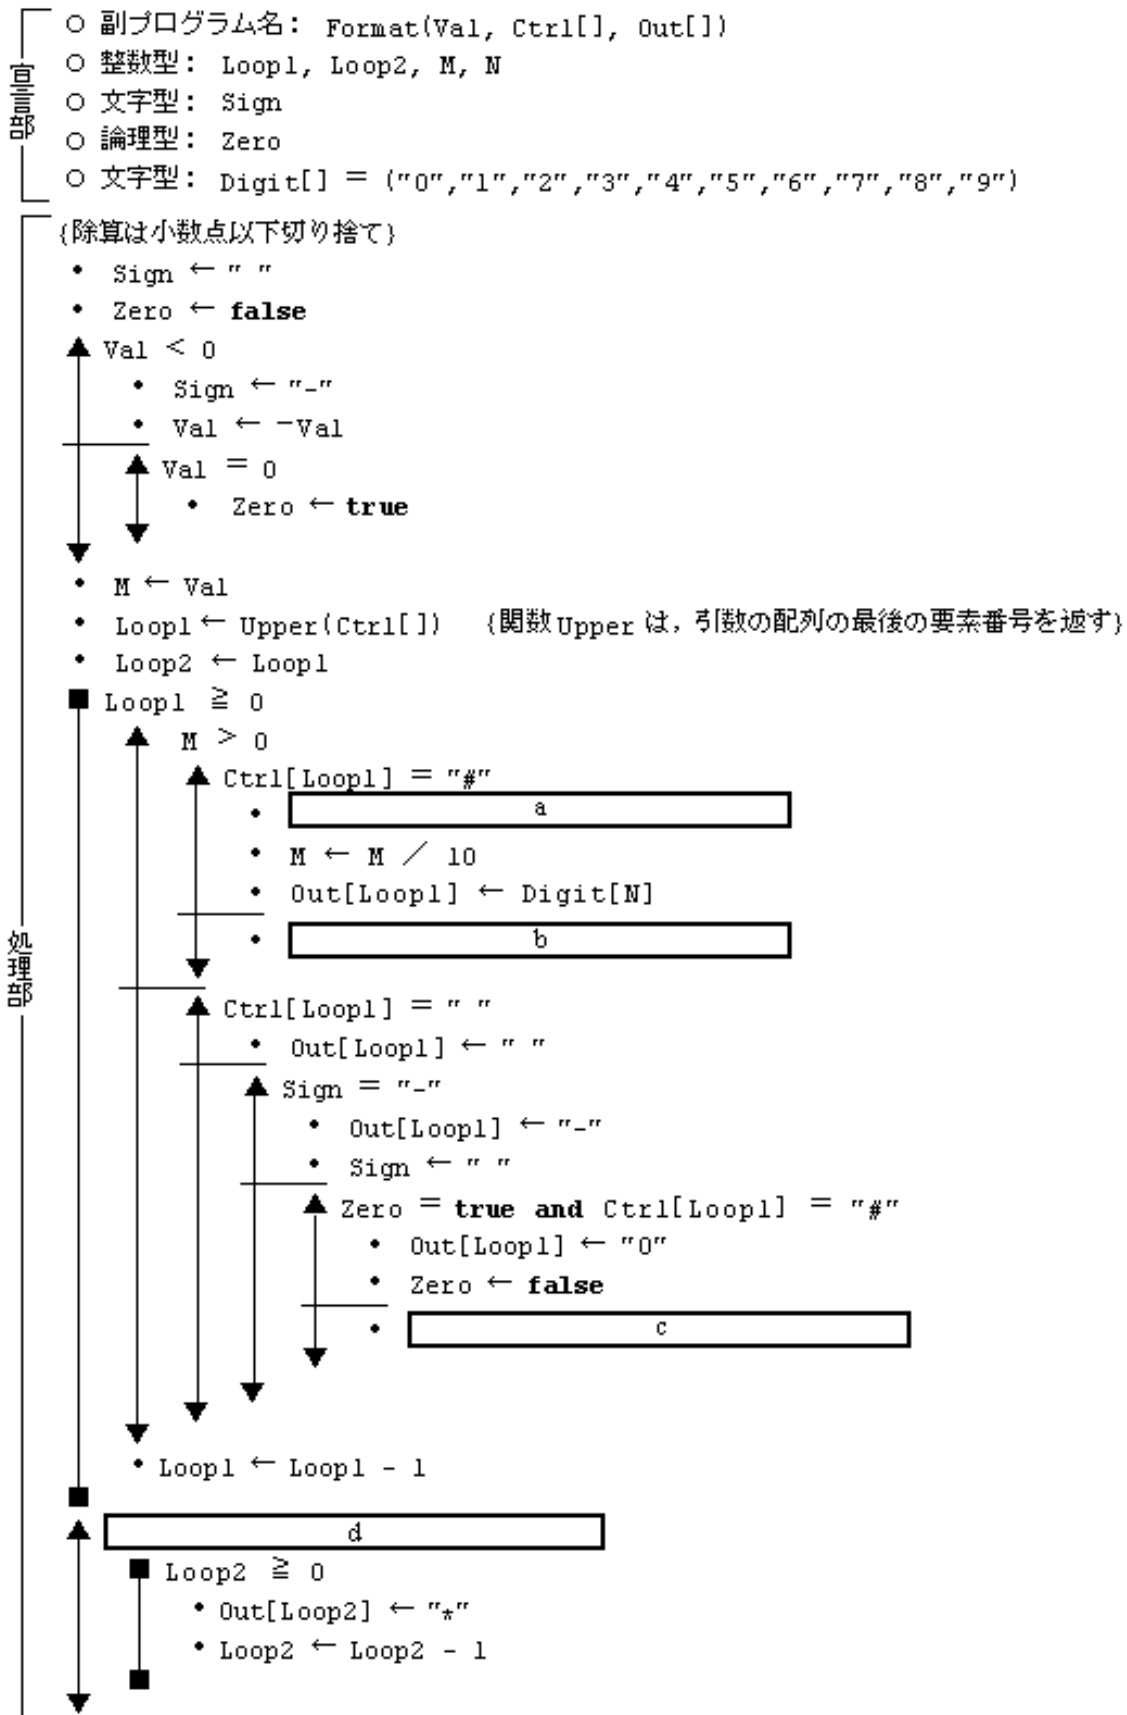 宣言部
○ 副プログラム名： Format(Val, Ctrl[], Out[])
○ 整数型： Loop1, Loop2, M, N
○ 文字型： Sign
○ 論理型： Zero
○ 文字型： Digit[] ＝ ("0","1","2","3","4","5","6","7","8","9")
処理部
{除算は小数点以下切り捨て}
・ Sign ← " "
・ Zero ← false
Val ＜ 0
・ Sign ← "-"
・ Val ← －Val
Val ＝ 0
・ Zero ← true
・ M ← Val
・ Loop1 ← Upper(Ctrl[]) {関数 Upper は，引数の配列の最後の要素番号を返す}
・ Loop2 ← Loop1
Loop1 ≧ 0
M ＞ 0
Ctrl[Loop1] ＝ "#"
・ a
・ M ← M ／ 10
・ Out[Loop1] ← Digit[N]
・ b
Ctrl[Loop1] ＝ " "
・ Out[Loop1] ← " "
Sign ＝ "-"
・ Out[Loop1] ← "-"
・ Sign ← " "
Zero ＝ true and Ctrl[Loop1] ＝ "#"
・ Out[Loop1] ← "0"
・ Zero ← false
・ c
・ Loop1 ← Loop1 - 1
d
Loop2 ≧ 0
・ Out[Loop2] ← "*"
・ Loop2 ← Loop2 - 1